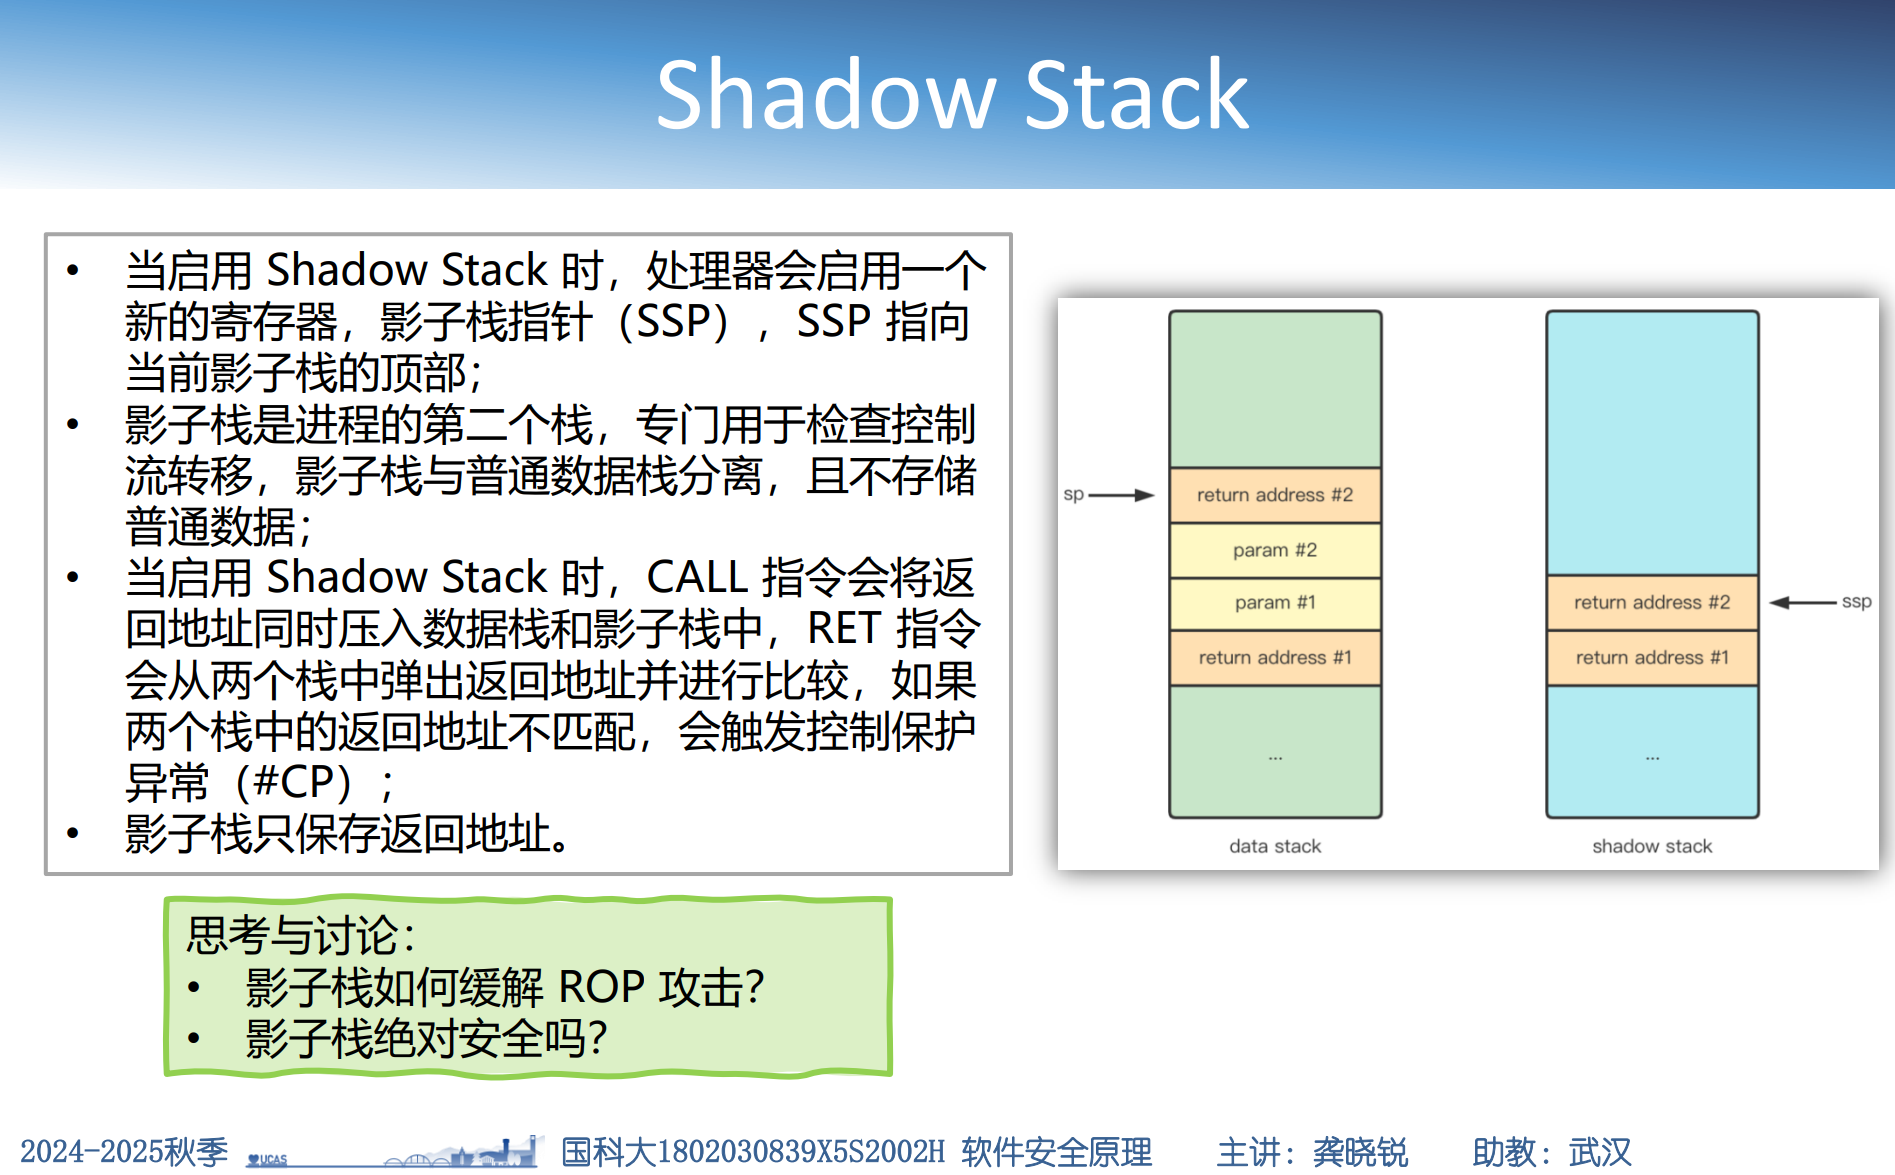 Shadow Stack
• 当启用 Shadow Stack 时，处理器会启用一个
新的寄存器，影子栈指针（SSP），SSP 指向
当前影子栈的顶部；
• 影子栈是进程的第二个栈，专门用于检查控制
流转移，影子栈与普通数据栈分离，且不存储
普通数据；
• 当启用 Shadow Stack 时，CALL 指令会将返
回地址同时压入数据栈和影子栈中，RET 指令
会从两个栈中弹出返回地址并进行比较，如果
两个栈中的返回地址不匹配，会触发控制保护
异常（#CP）；
• 影子栈只保存返回地址。
sp
return address #2
param #2
param #1
return address #1
...
data stack
return address #2
ssp
return address #1
...
shadow stack
思考与讨论：
• 影子栈如何缓解 ROP 攻击？
• 影子栈绝对安全吗？
2024-2025秋季 UCAS 国科大1802030839X5S2002H 软件安全原理 主讲：龚晓锐 助教：武汉